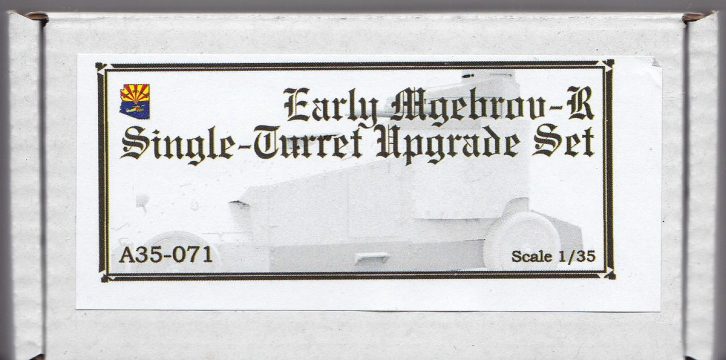 Early Mgebrov-R
Single-Turret Upgrade Set
A35-071
Scale 1/35